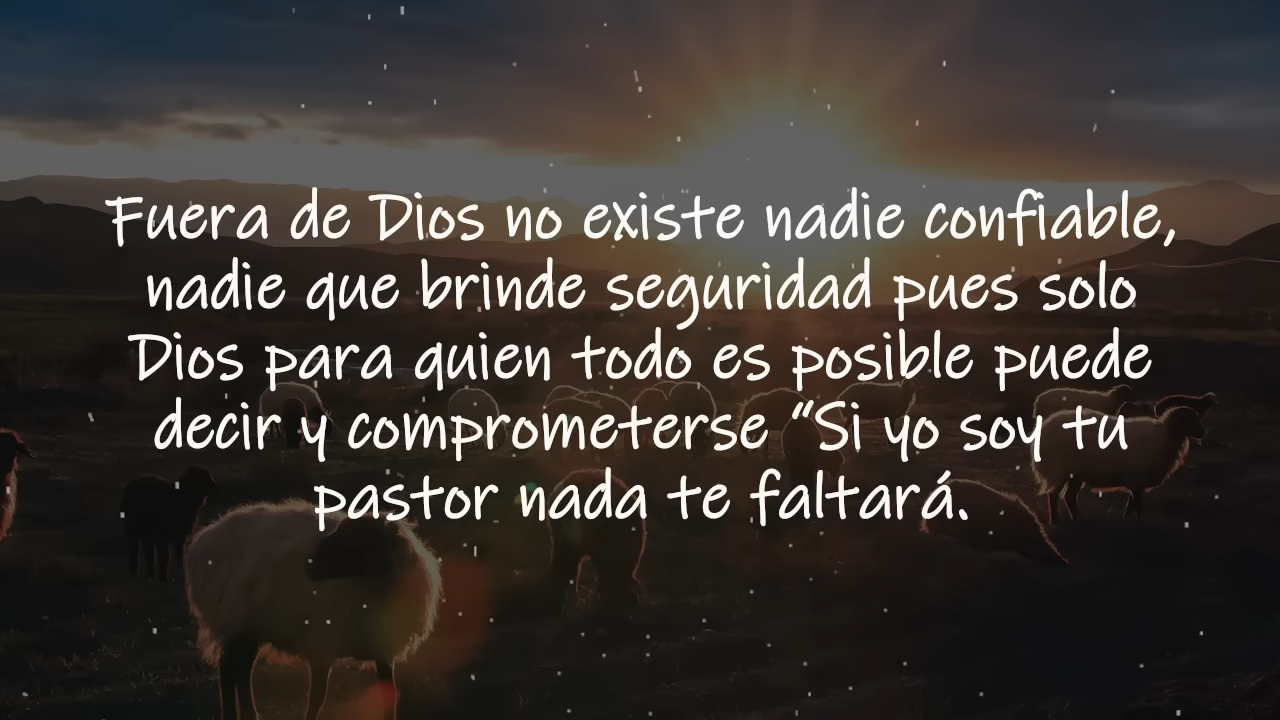 Fuera de Dios no existe nadie confiable,
nadie que brinde seguridad pues solo
Dios para quien todo es posible puede
decir y comprometerse “Si yo soy tu
pastor nada te faltará.